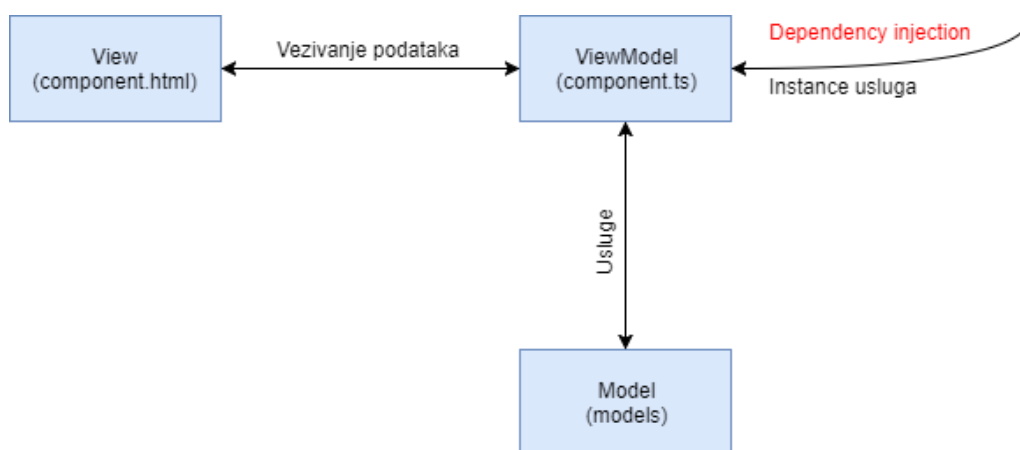 View
(component.html)
Vezivanje podataka
ViewModel
(component.ts)
Dependency injection
Instance usluga
Usluge
Model
(models)